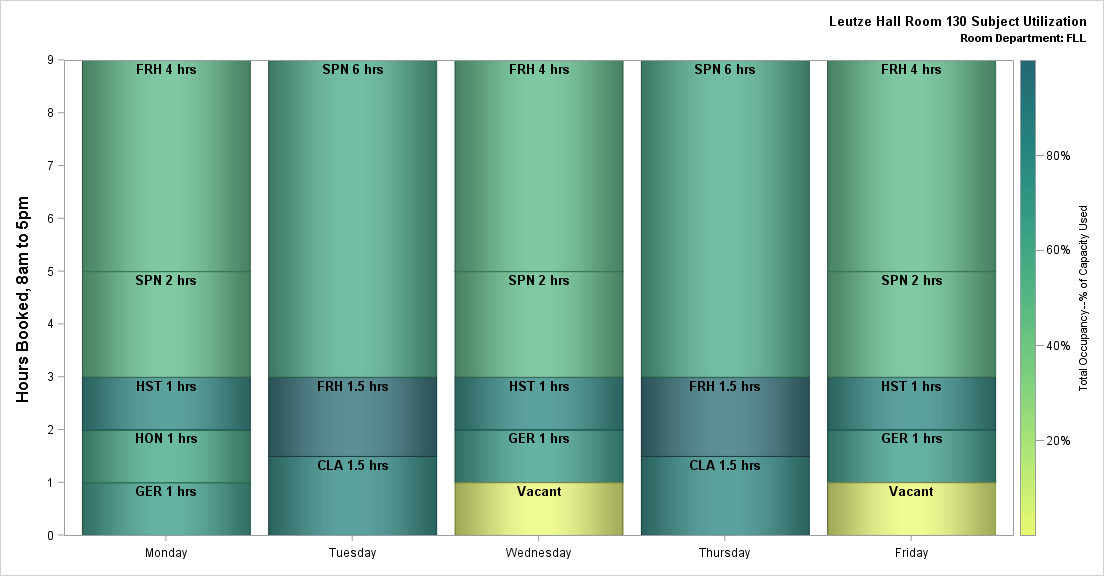 Leutze Hall Room 130 Subject Utilization
Room Department: FLL
Hours Booked, 8am to 5pm
9
8
7
6
5
4
3
2
1
0
FRH 4 hrs
SPN 2 hrs
HST 1 hrs
HON 1 hrs
GER 1 hrs
Monday
SPN 6 hrs
FRH 1.5 hrs
CLA 1.5 hrs
Tuesday
FRH 4 hrs
SPN 2 hrs
HST 1 hrs
GER 1 hrs
Vacant
Wednesday
SPN 6 hrs
FRH 1.5 hrs
CLA 1.5 hrs
Thursday
FRH 4 hrs
SPN 2 hrs
HST 1 hrs
GER 1 hrs
Vacant
Friday
80%
60%
40%
20%
Total Occupancy--% of Capacity Used